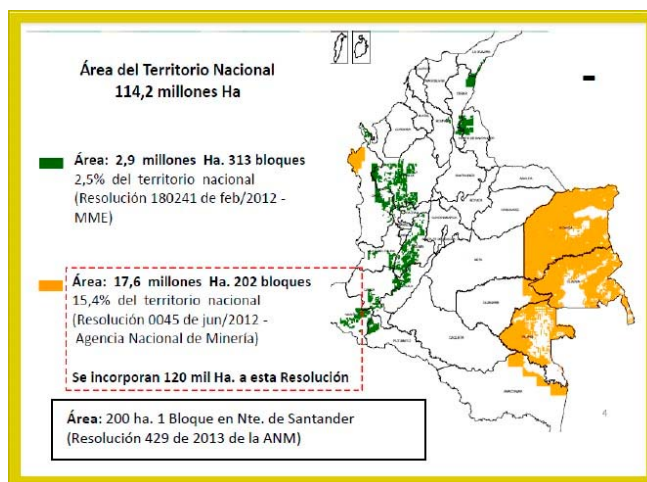 Área del Territorio Nacional
114,2 millones Ha
Área: 2,9 millones Ha. 313 bloques
2,5% del territorio nacional
(Resolución 180241 de feb/2012 -
MME)
Área: 17,6 millones Ha. 202 bloques
15,4% del territorio nacional
(Resolución 0045 de jun/2012 -
Agencia Nacional de Minería)
Se incorporan 120 mil Ha. a esta Resolución
Área: 200 ha. 1 Bloque en Nte. de Santander
(Resolución 429 de 2013 de la ANM)
4